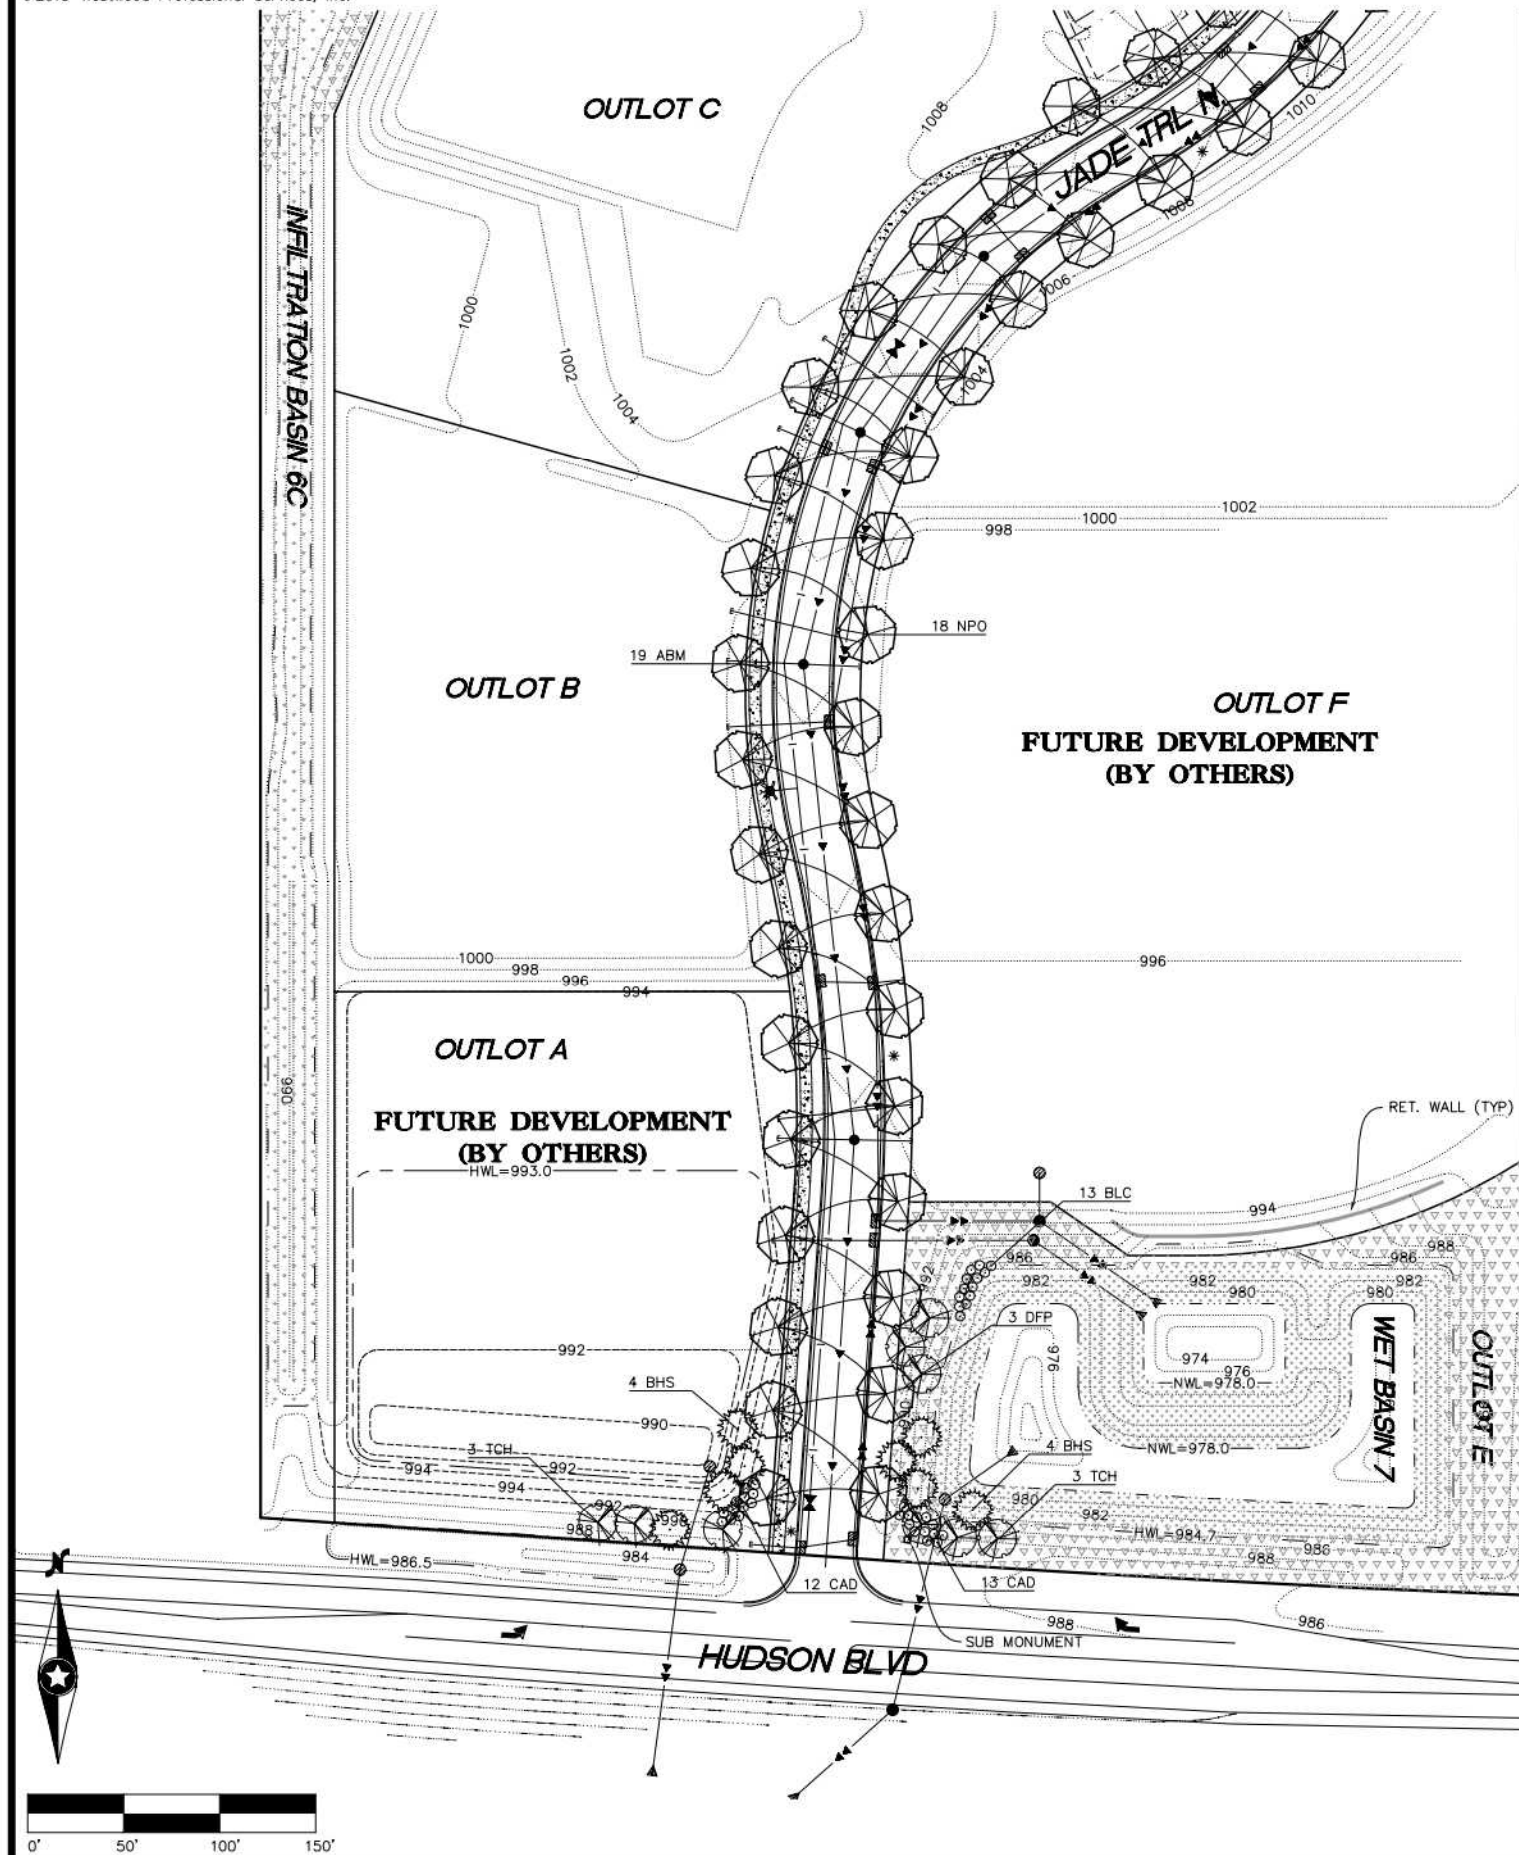 OUTLOT C
1008
JADE TRL N.
1010
1008
INFILTRATION BASIN 6C
1000
1002
1004
1006
1004
1002
1000
998
18 NPO
19 ABM
OUTLOT B
OUTLOT F
FUTURE DEVELOPMENT
(BY OTHERS)
1000
998
996
994
996
OUTLOT A
990
FUTURE DEVELOPMENT
(BY OTHERS)
HWL=993.0
RET. WALL (TYP)
13 BLC
994
988
986
986
992
982
982
982
980
980
3 DFP
976
974
976
NWL=978.0
WET BASIN 7
OUTLOT E
992
4 BHS
990
990
NWL=978.0
4 BHS
3 TCH
992
994
994
3 TCH
980
982
992
990
988
HWL=984.7
986
988
984
HWL=986.5
12 CAD
13 CAD
988
986
SUB MONUMENT
HUDSON BLVD
N
0' 50' 100' 150'